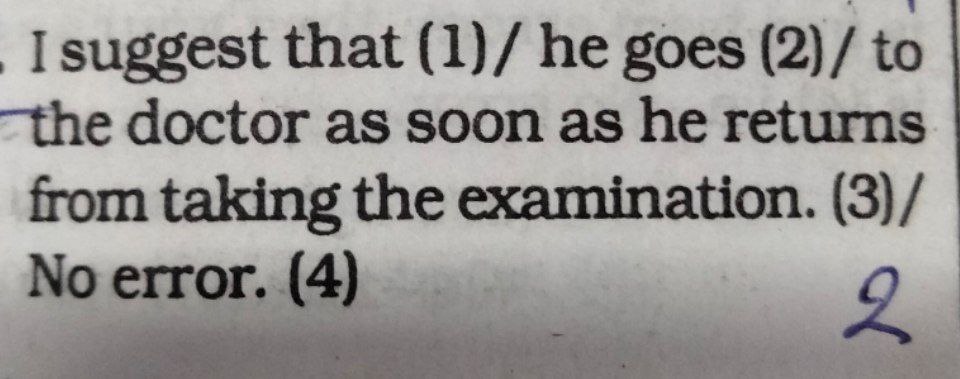 . I suggest that (1)/ he goes (2)/ to
the doctor as soon as he returns
from taking the examination. (3)/
No error. (4)
2